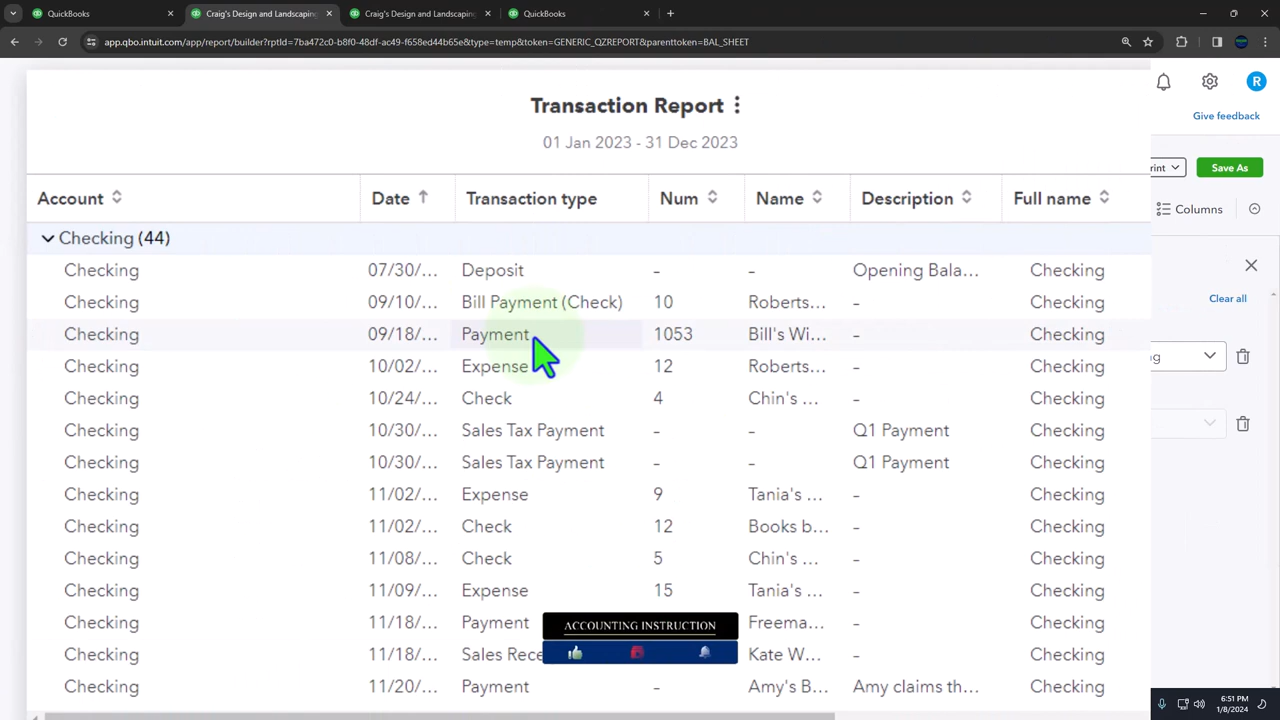 QuickBooks
Craig's Design and Landscaping
Craig's Design and Landscaping
QuickBooks
app.qbo.intuit.com/app/report/builder?rptId=7ba472c0-b8f0-48df-ac49-f658ed44b65e&type=temp&token=GENERIC_QZREPORT&parenttoken=BAL_SHEET
R
Give feedback
rint
Save As
Columns
Clear all
ng
Transaction Report
01 Jan 2023 - 31 Dec 2023
Account Date Transaction type Num Name Description Full name
Checking (44)
Checking 07/30/... Deposit - - Opening Bala... Checking
Checking 09/10/... Bill Payment (Check) 10 Roberts... - Checking
Checking 09/18/... Payment 1053 Bill's Wi... - Checking
Checking 10/02/... Expense 12 Roberts... - Checking
Checking 10/24/... Check 4 Chin's ... - Checking
Checking 10/30/... Sales Tax Payment - - Q1 Payment Checking
Checking 10/30/... Sales Tax Payment - - Q1 Payment Checking
Checking 11/02/... Expense 9 Tania's ... - Checking
Checking 11/02/... Check 12 Books b... - Checking
Checking 11/08/... Check 5 Chin's ... - Checking
Checking 11/09/... Expense 15 Tania's ... - Checking
Checking 11/18/... Payment Freema... - Checking
Checking 11/18/... Sales Rece Kate W... - Checking
Checking 11/20/... Payment - Amy's B... Amy claims th... Checking
ACCOUNTING INSTRUCTION
6:51 PM
1/8/2024